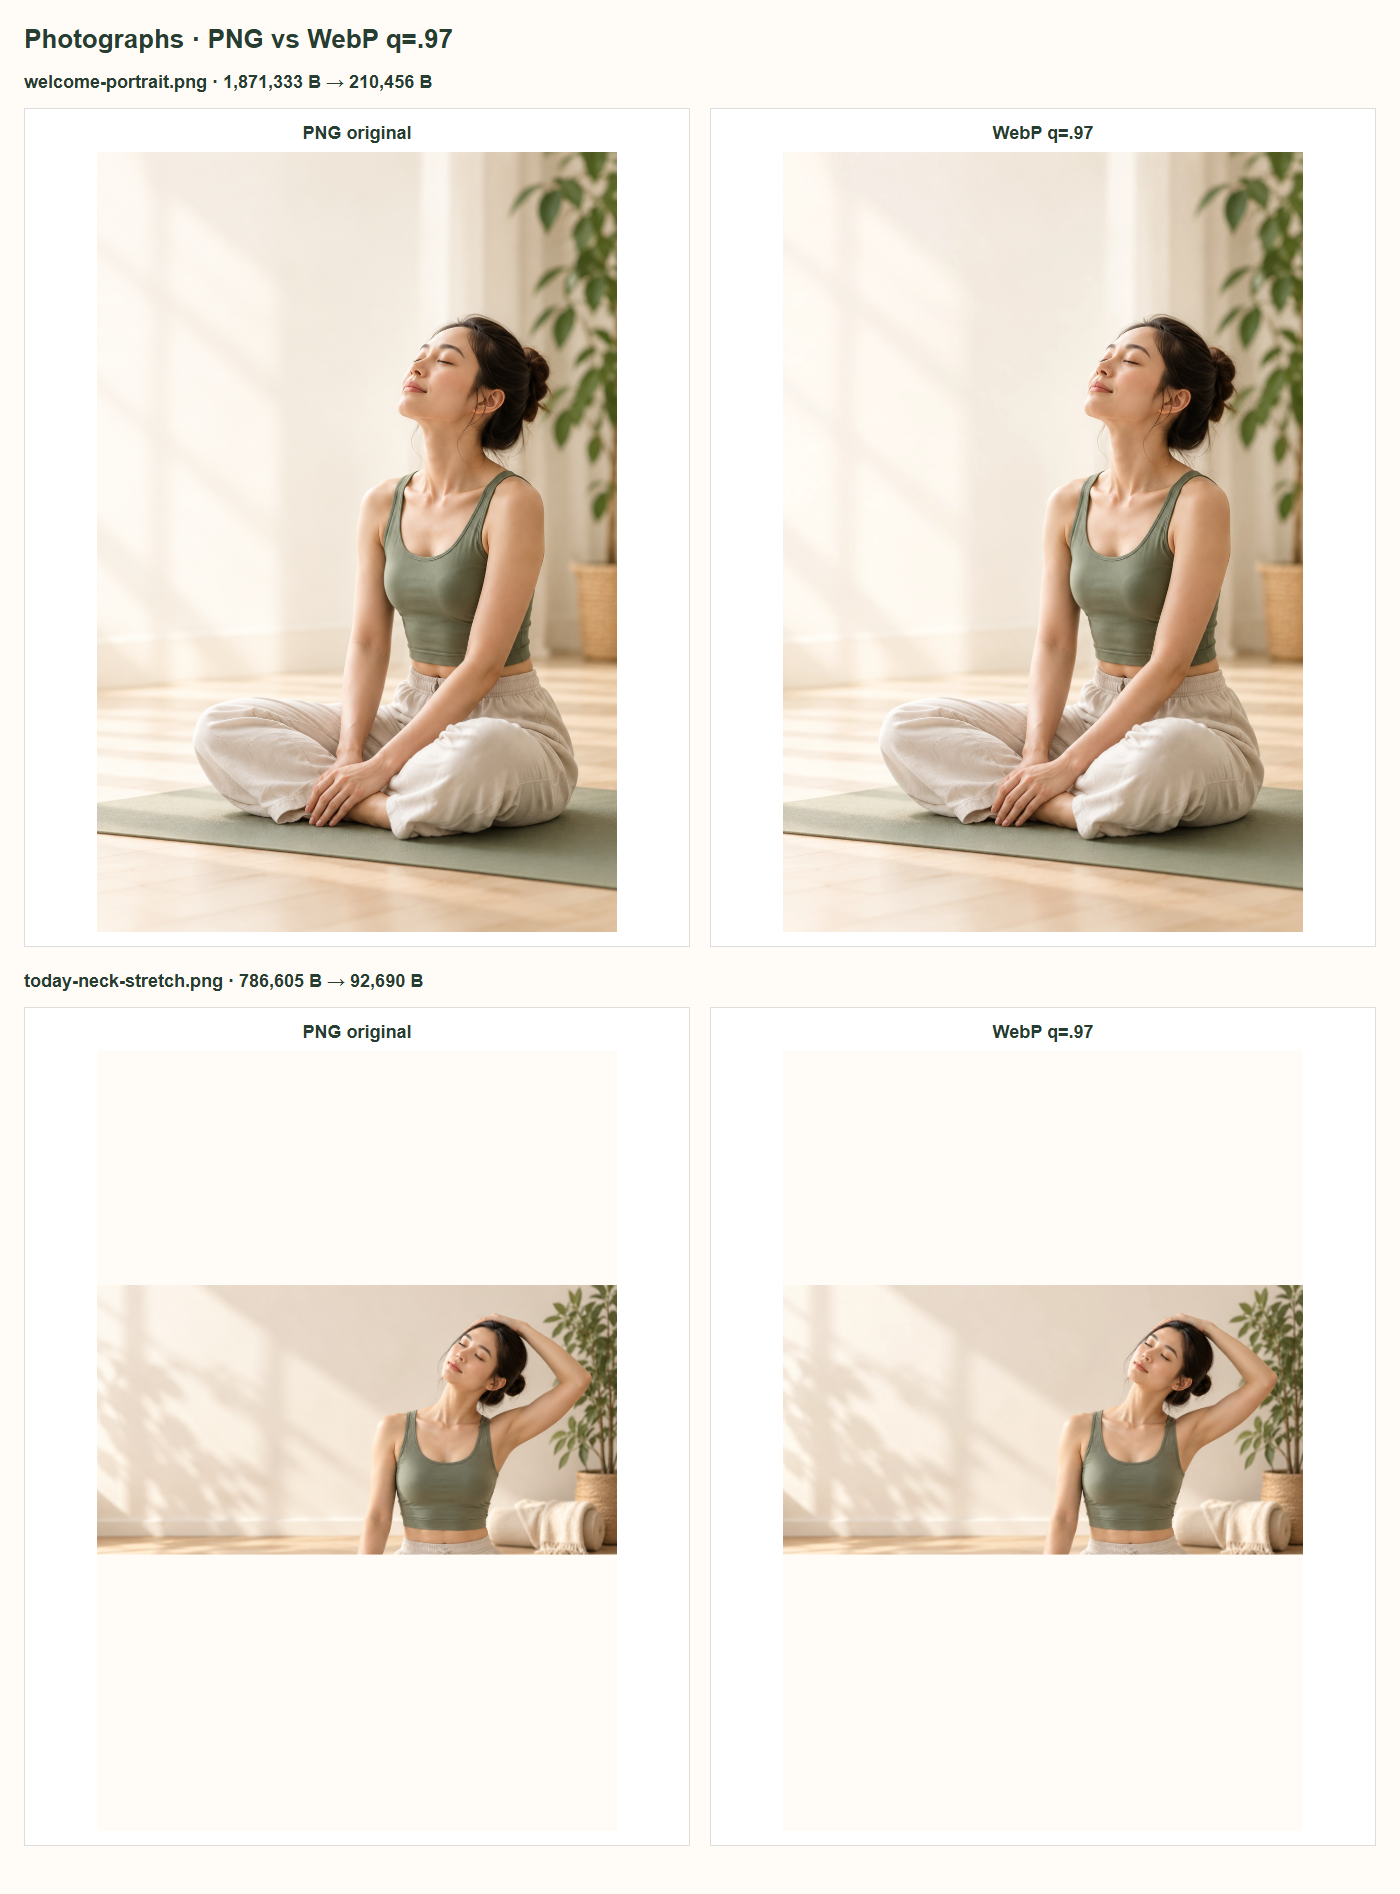 Photographs · PNG vs WebP q=.97
welcome-portrait.png · 1,871,333 B → 210,456 B
PNG original
WebP q=.97
today-neck-stretch.png · 786,605 B → 92,690 B
PNG original
WebP q=.97